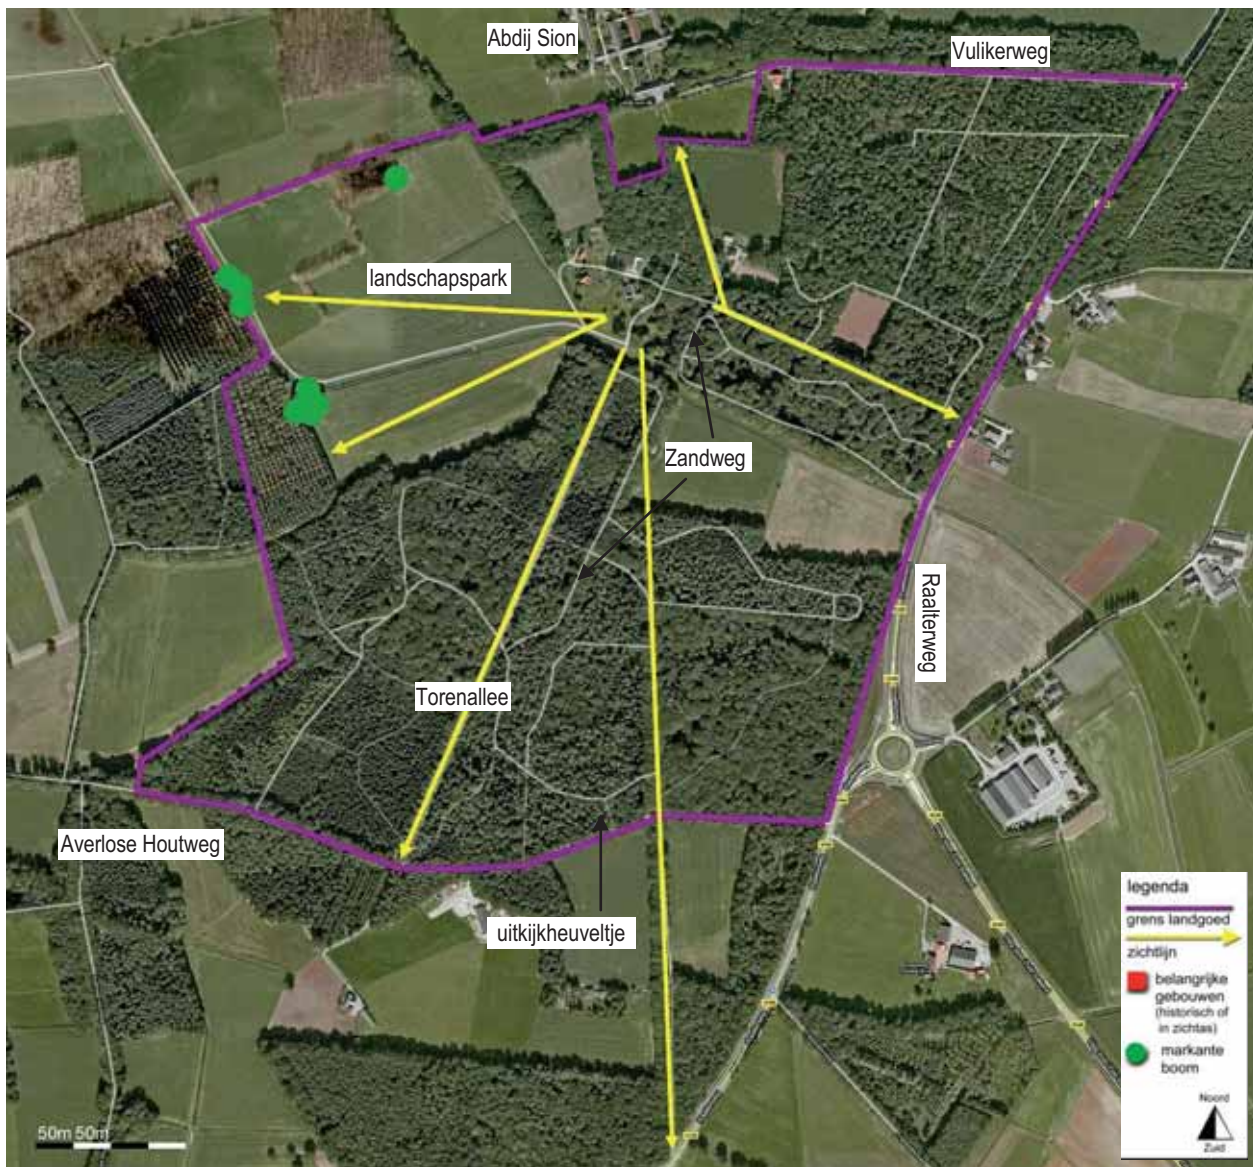 Abdij Sion
Vulikerweg
landschapspark
Zandweg
Raalterweg
Torenallee
Averlose Houtweg
uitkijkheuveltje
legenda
grens landgoed
zichtlijn
belangrijke
gebouwen
(historisch of
in zichtas)
markante
boom
Noord
Zuid
50m 50m